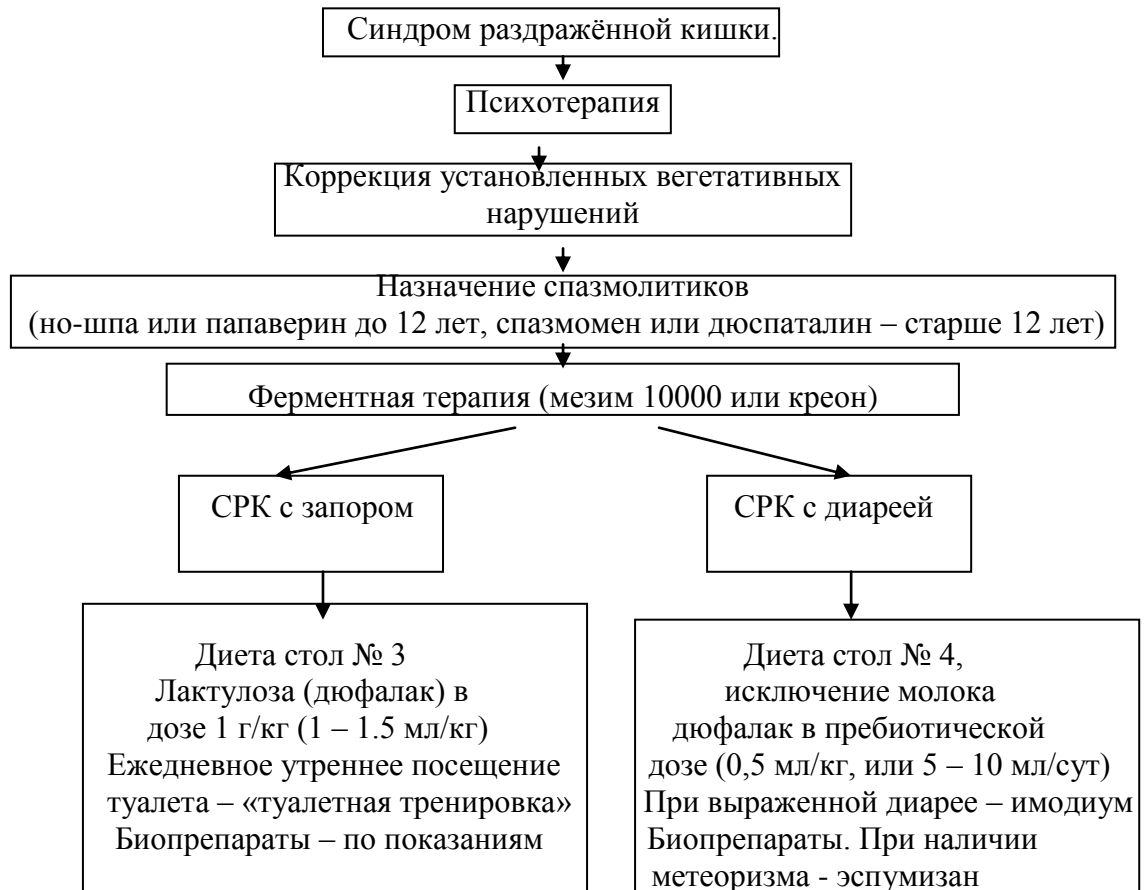 Синдром раздражённой кишки.
Психотерапия
Коррекция установленных вегетативных
нарушений
Назначение спазмолитиков
(но-шпа или папаверин до 12 лет, спазмомен или дюспаталин – старше 12 лет)
Ферментная терапия (мезим 10000 или креон)
СРК с запором
СРК с диареей
Диета стол № 3
Лактулоза (дюфалак) в
дозе 1 г/кг (1 – 1.5 мл/кг)
Ежедневное утреннее посещение
туалета – «туалетная тренировка»
Биопрепараты – по показаниям
Диета стол № 4,
исключение молока
дюфалак в пребиотической
дозе (0,5 мл/кг, или 5 – 10 мл/сут)
При выраженной диарее – имодиум
Биопрепараты. При наличии
метеоризма - эспумизан